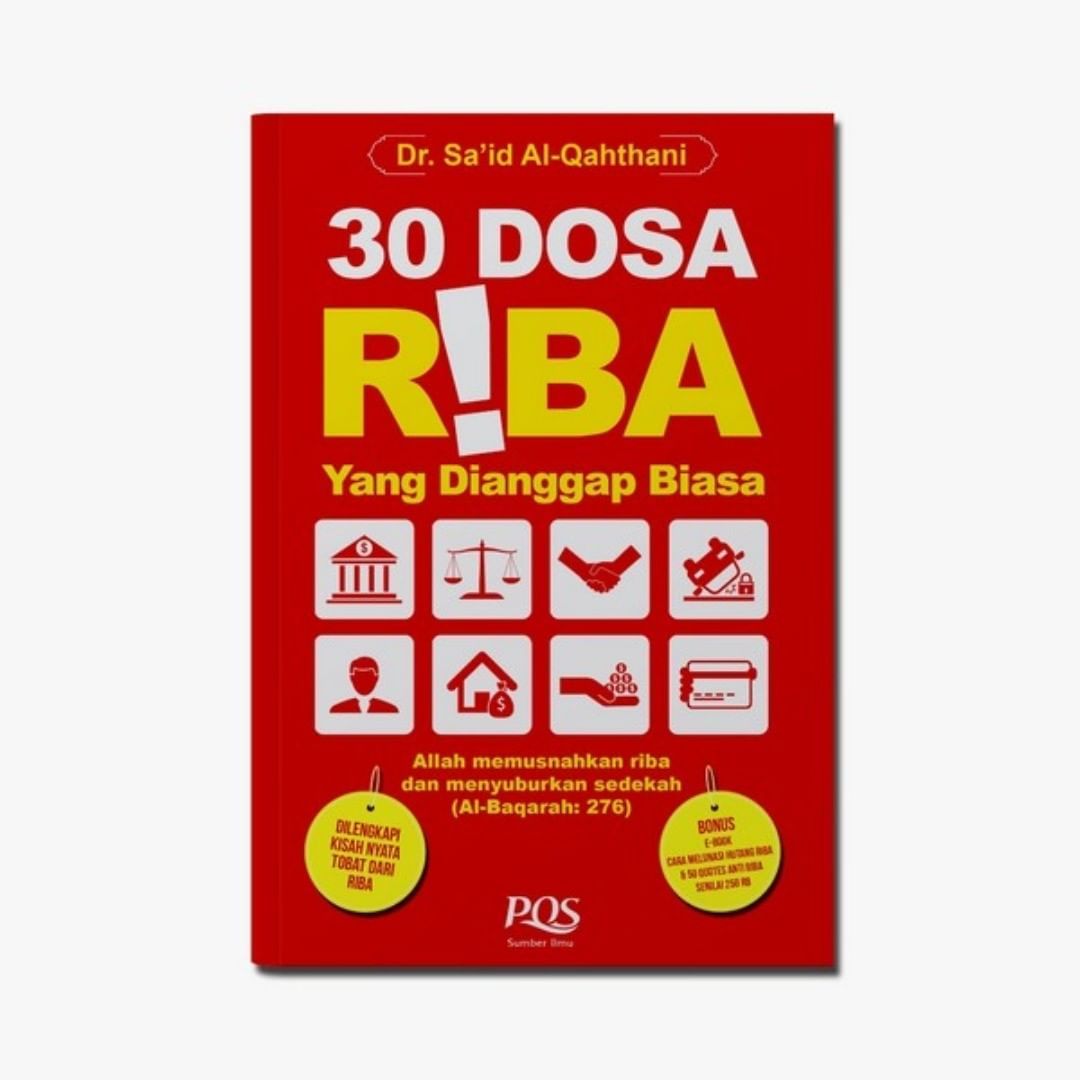 Dr. Sa'id Al-Qahthani
30 DOSA
R!BA
Yang Dianggap Biasa
Allah memusnahkan riba
dan menyuburkan sedekah
(Al-Baqarah: 276)
DILENGKAPI
KISAH NYATA
TOBAT DARI
RIBA
BONUS
E-BOOK
CARA MELUNASI HUTANG RIBA
& 50 QUOTES ANTI RIBA
SENILAI 250 RB
PQS
Sumber Ilmu